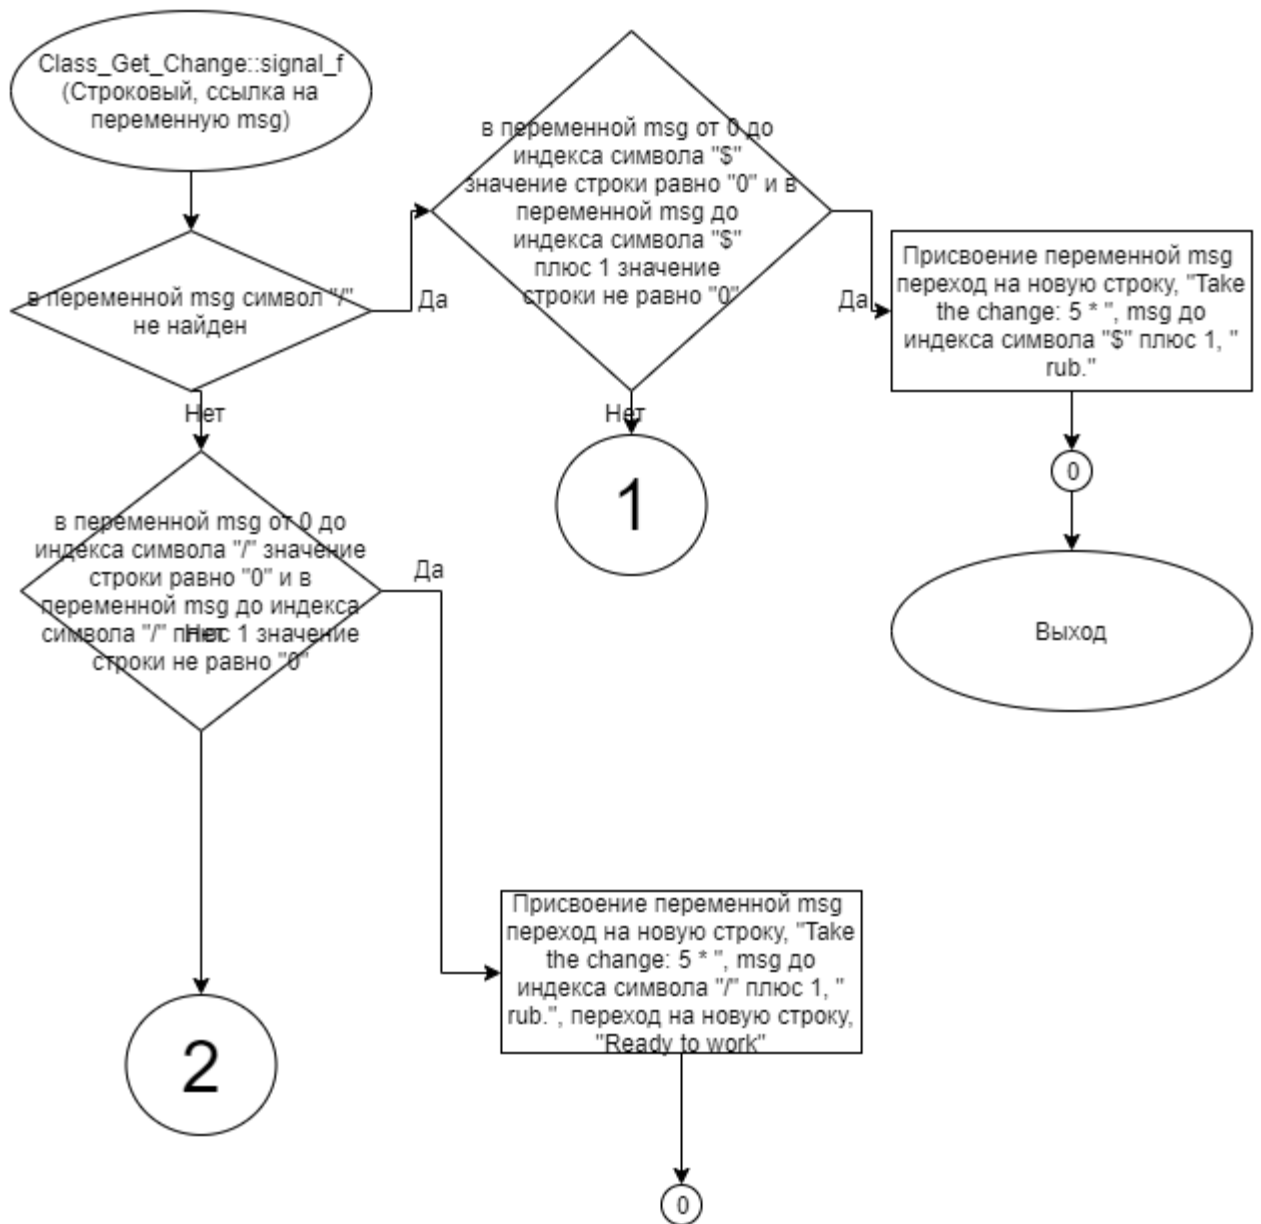 Class_Get_Change::signal_f
(Строковый, ссылка на
переменную msg)
в переменной msg символ "/"
не найден
Да
Нет
в переменной msg от 0 до
индекса символа "$"
значение строки равно "0" и в
переменной msg до
индекса символа "$"
плюс 1 значение
строки не равно "0"
Да
Нет
1
Присвоение переменной msg
переход на новую строку, "Take
the change: 5 * ", msg до
индекса символа "$" плюс 1, "
rub."
0
Выход
в переменной msg от 0 до
индекса символа "/" значение
строки равно "0" и в
переменной msg до индекса
символа "/" плюс 1 значение
строки не равно "0"
Нет
Да
2
Присвоение переменной msg
переход на новую строку, "Take
the change: 5 * ", msg до
индекса символа "/" плюс 1, "
rub.", переход на новую строку,
"Ready to work"
0